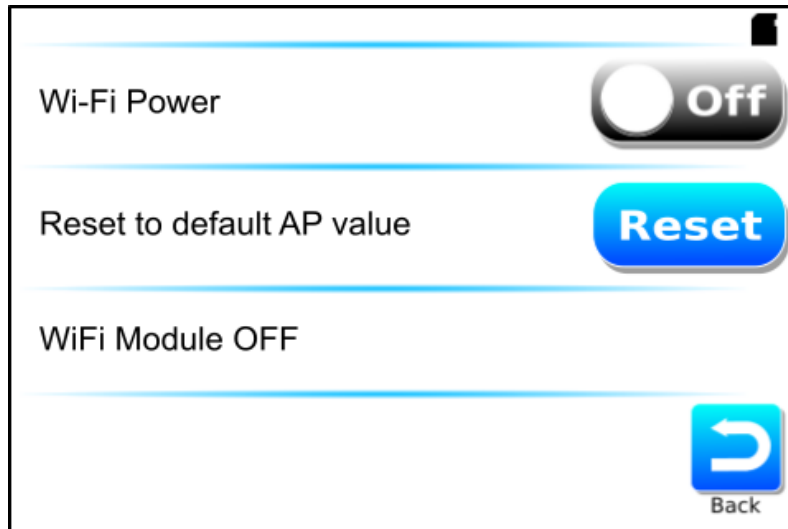 Wi-Fi Power
Off
Reset to default AP value
Reset
WiFi Module OFF
Back